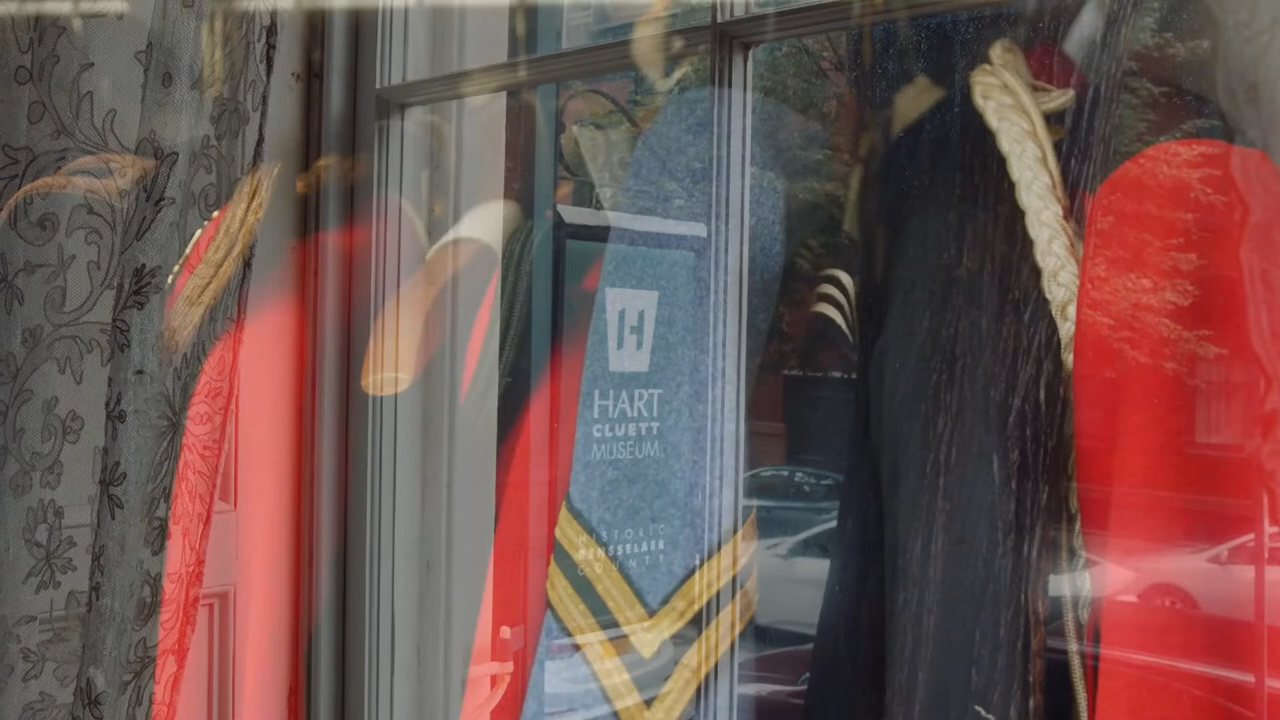 H
HART
CLUETT
MUSEUM
HISTORIC
RENSSELAER
COUNTY